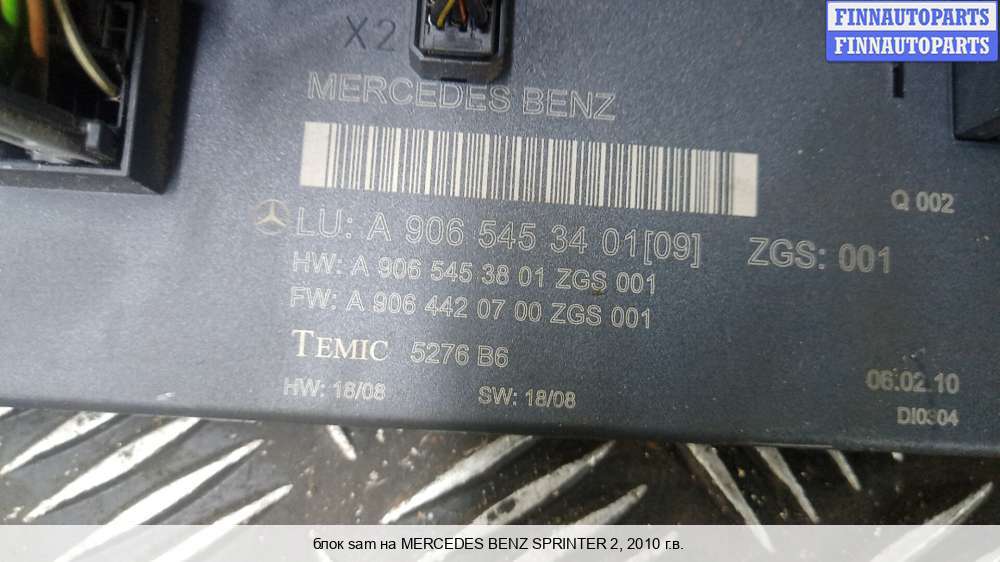 FINNAUTOPARTS
FINNAUTOPARTS
X2
MERCEDES BENZ
Q 002
LU: A 906 545 34 01[09] ZGS: 001
HW: A 906 545 38 01 ZGS 001
FW: A 906 442 07 00 ZGS 001
TEMIC 5276 B6
06.02.10
HW: 18/08 SW: 18/08
DI0304
блок sam на MERCEDES BENZ SPRINTER 2, 2010 г.в.